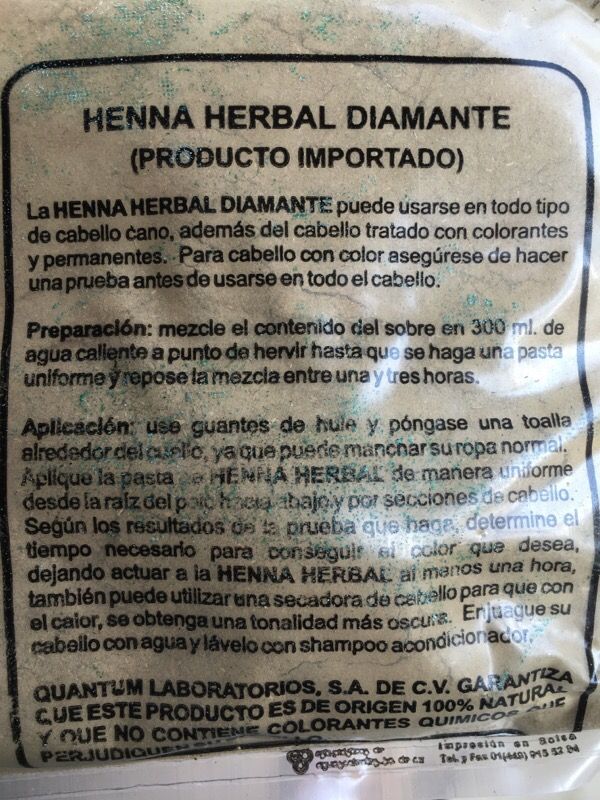 HENNA HERBAL DIAMANTE
(PRODUCTO IMPORTADO)
La HENNA HERBAL DIAMANTE puede usarse en todo tipo
de cabello cano, además del cabello tratado con colorantes
y permanentes. Para cabello con color asegúrese de hacer
una prueba antes de usarse en todo el cabello.
Preparación: mezcle el contenido del sobre en 300 ml. de
agua caliente a punto de hervir hasta que se haga una pasta
uniforme y repose la mezcla entre una y tres horas.
Aplicación: use guantes de hule y póngase una toalla
alrededor del cuello, ya que puede manchar su ropa normal.
Aplique la pasta de HENNA HERBAL de manera uniforme
desde la raíz del pelo hacia abajo y por secciones de cabello.
Según los resultados de la prueba que haga, determine el
tiempo necesario para conseguir el color que desea,
dejando actuar a la HENNA HERBAL al menos una hora,
también puede utilizar una secadora de cabello para que con
el calor, se obtenga una tonalidad más oscura. Enjuague su
cabello con agua y lávelo con shampoo acondicionador.
QUANTUM LABORATORIOS, S.A. DE C.V. GARANTIZA
QUE ESTE PRODUCTO ES DE ORIGEN 100% NATURAL
Y QUE NO CONTIENE COLORANTES QUIMICOS QUE
Impresión en Bolsa